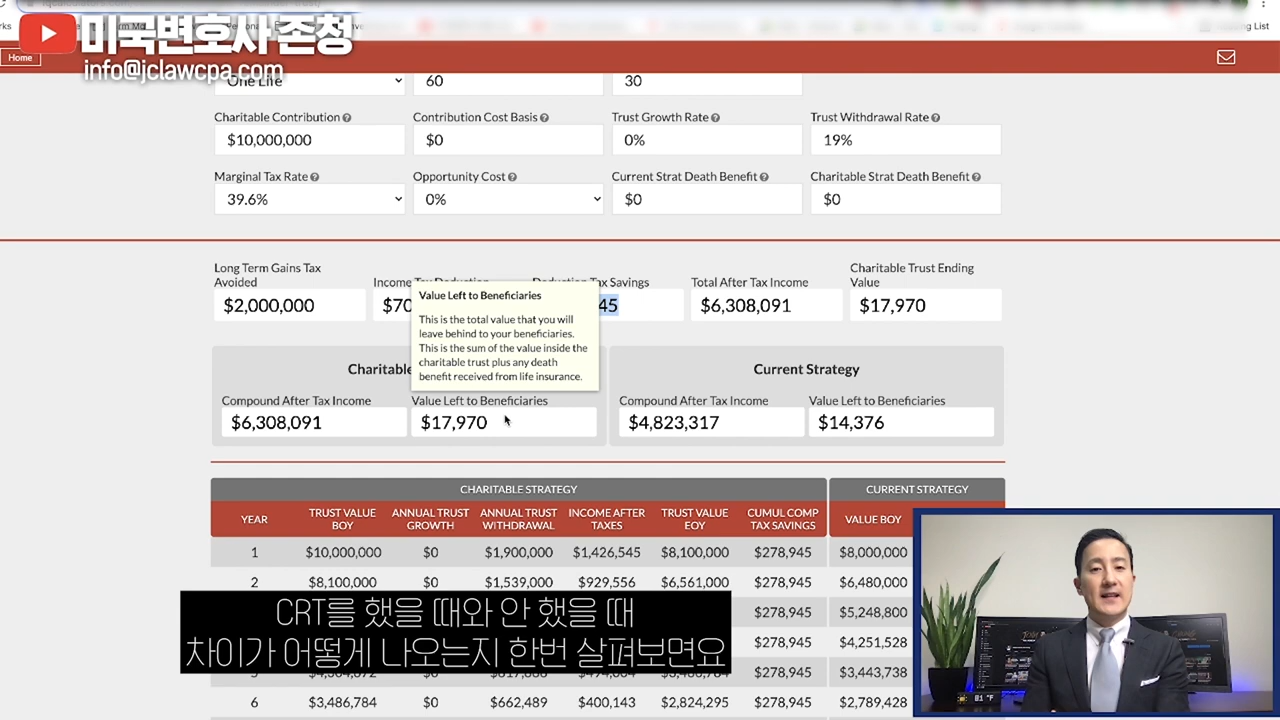 미국변호사 존청
info@jclawcpa.com
Home
One Life 60 30
Charitable Contribution Contribution Cost Basis Trust Growth Rate Trust Withdrawal Rate
$10,000,000 $0 0% 19%
Marginal Tax Rate Opportunity Cost Current Strat Death Benefit Charitable Strat Death Benefit
39.6% 0% $0 $0
Long Term Gains Tax Avoided Income Tax Deduction Deduction Tax Savings Total After Tax Income Charitable Trust Ending Value
$2,000,000 $70 45 $6,308,091 $17,970
Value Left to Beneficiaries
This is the total value that you will
leave behind to your beneficiaries.
This is the sum of the value inside the
charitable trust plus any death
benefit received from life insurance.
Charitable Current Strategy
Compound After Tax Income Value Left to Beneficiaries Compound After Tax Income Value Left to Beneficiaries
$6,308,091 $17,970 $4,823,317 $14,376
CHARITABLE STRATEGY CURRENT STRATEGY
YEAR TRUST VALUE BOY ANNUAL TRUST GROWTH ANNUAL TRUST WITHDRAWAL INCOME AFTER TAXES TRUST VALUE EOY CUMUL COMP TAX SAVINGS VALUE BOY
1 $10,000,000 $0 $1,900,000 $1,426,545 $8,100,000 $278,945 $8,000,000
2 $8,100,000 $0 $1,539,000 $929,556 $6,561,000 $278,945 $6,480,000
$278,945 $5,248,800
$278,945 $4,251,528
$278,945 $3,443,738
6 $3,486,784 $0 $662,489 $400,143 $2,824,295 $278,945 $2,789,428
CRT를 했을 때와 안 했을 때
차이가 어떻게 나오는지 한번 살펴보면요
81 °F